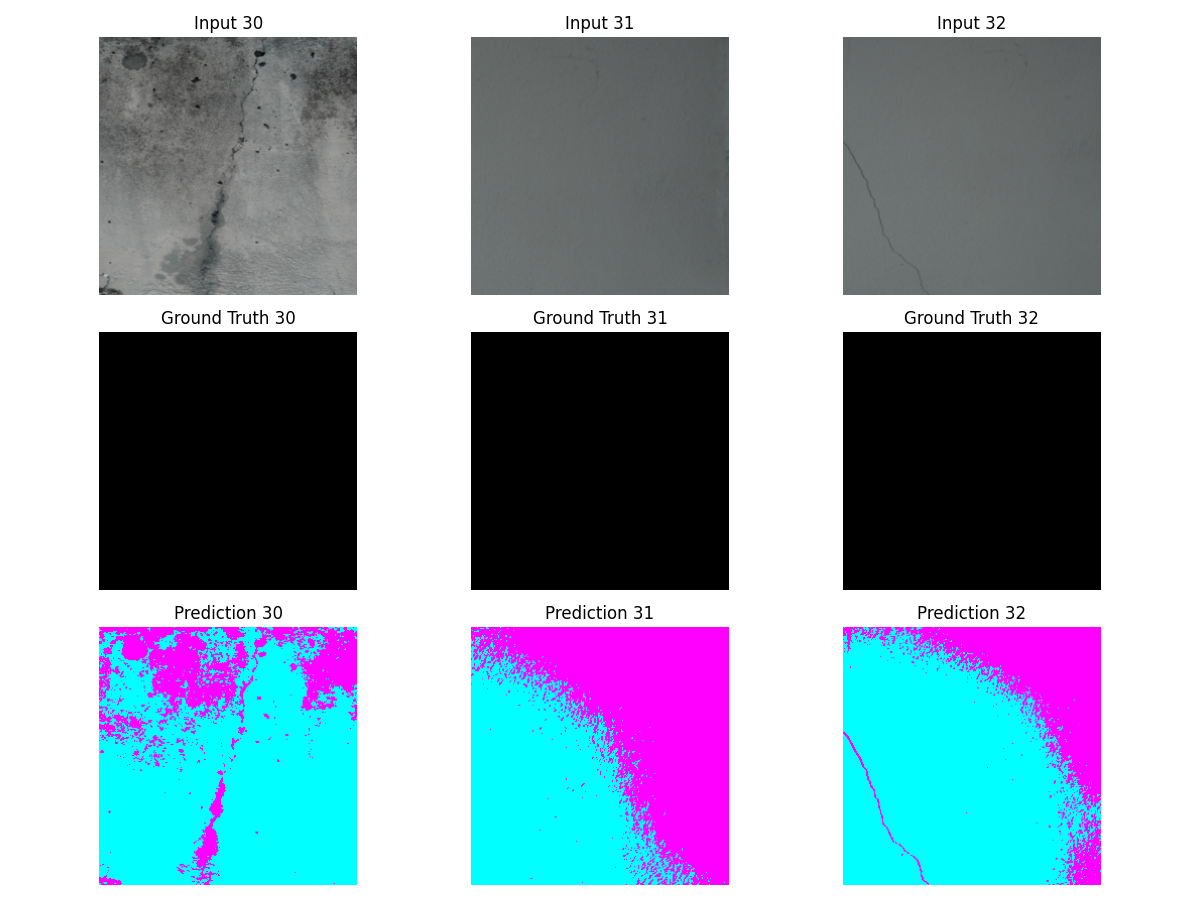 Input 30
Input 31
Input 32
Ground Truth 30
Ground Truth 31
Ground Truth 32
Prediction 30
Prediction 31
Prediction 32